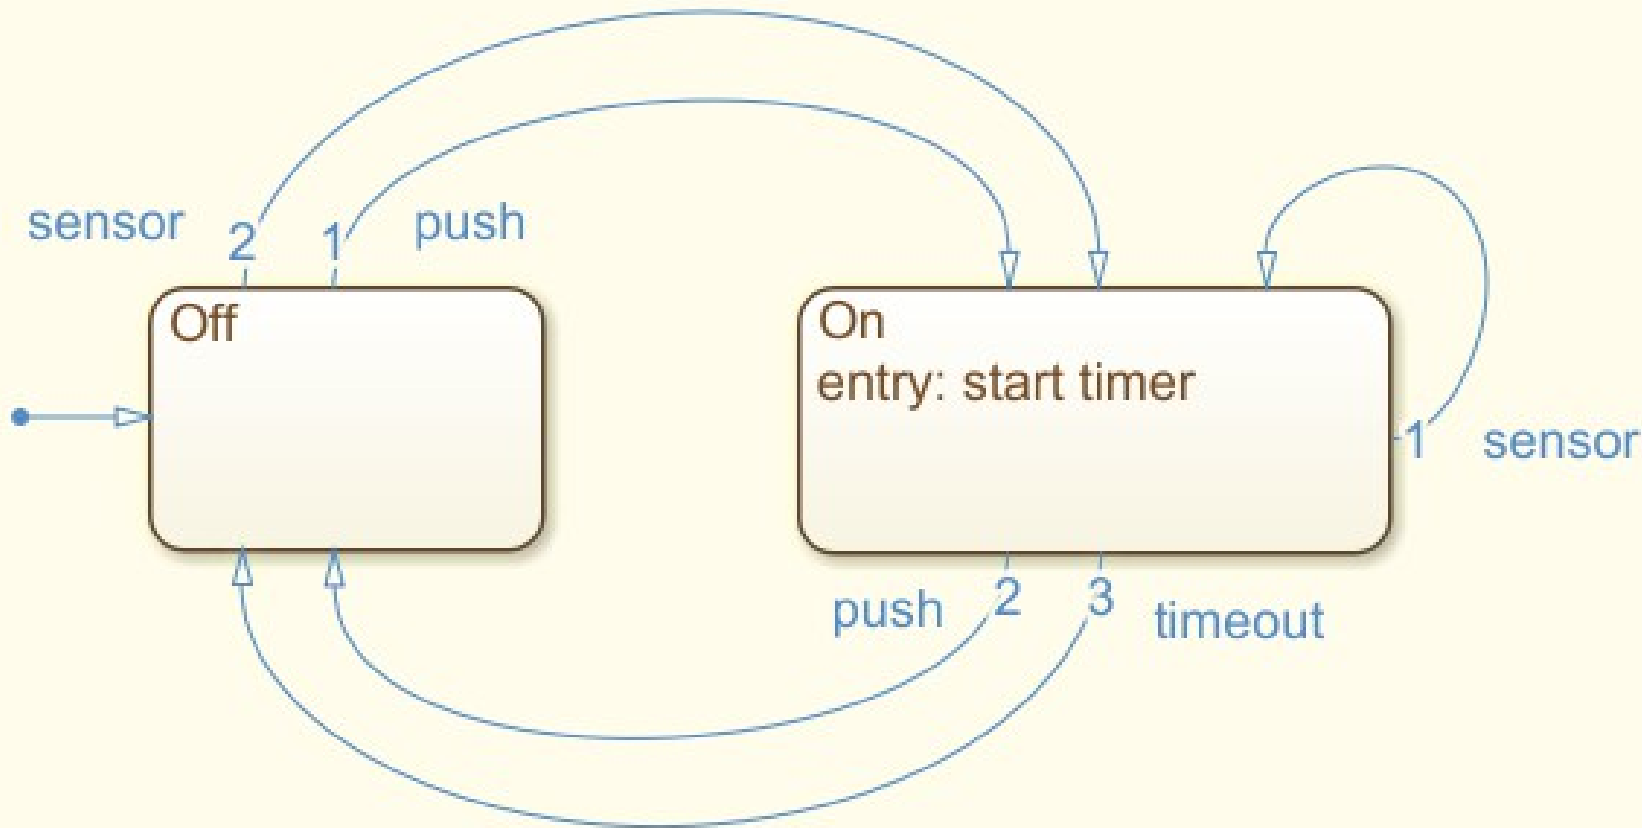 sensor
2
1
push
Off
On
entry: start timer
1
sensor
push
2
3
timeout